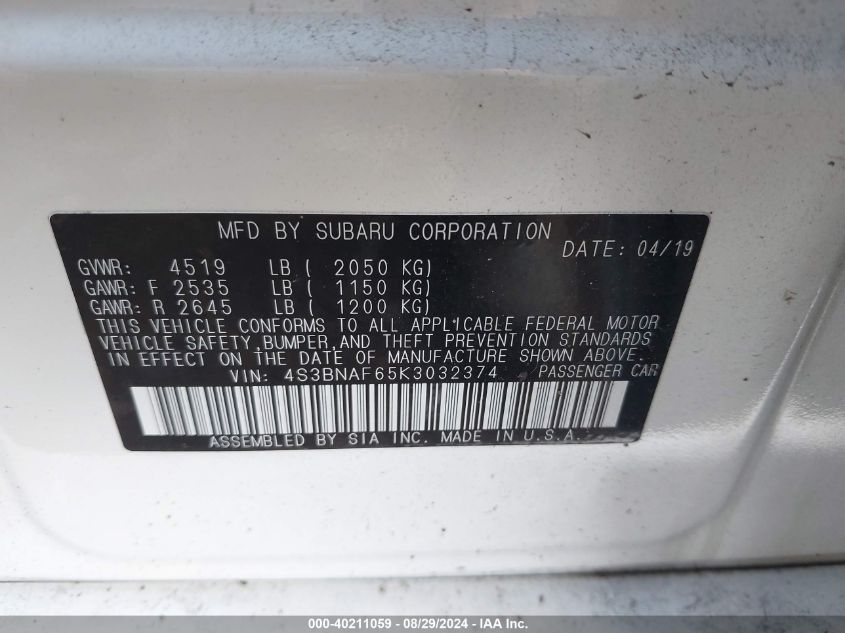 MFD BY SUBARU CORPORATION
DATE: 04/19
GVWR: 4519 LB ( 2050 KG)
GAWR: F 2535 LB ( 1150 KG)
GAWR: R 2645 LB ( 1200 KG)
THIS VEHICLE CONFORMS TO ALL APPLICABLE FEDERAL MOTOR
VEHICLE SAFETY, BUMPER, AND THEFT PREVENTION STANDARDS
IN EFFECT ON THE DATE OF MANUFACTURE SHOWN ABOVE.
VIN: 4S3BNAF65K3032374 PASSENGER CAR
ASSEMBLED BY SIA INC. MADE IN U.S.A.
000-40211059 - 08/29/2024 - IAA Inc.